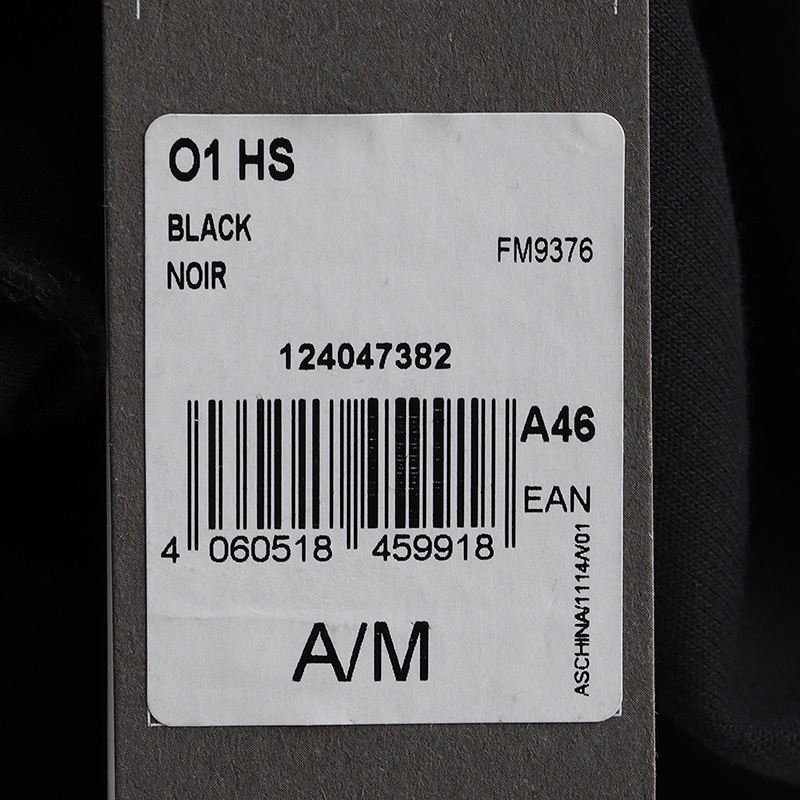 O1 HS
BLACK
NOIR
FM9376
124047382
A46
EAN
4 060518 459918
ASCHINA/1114/V01
A/M